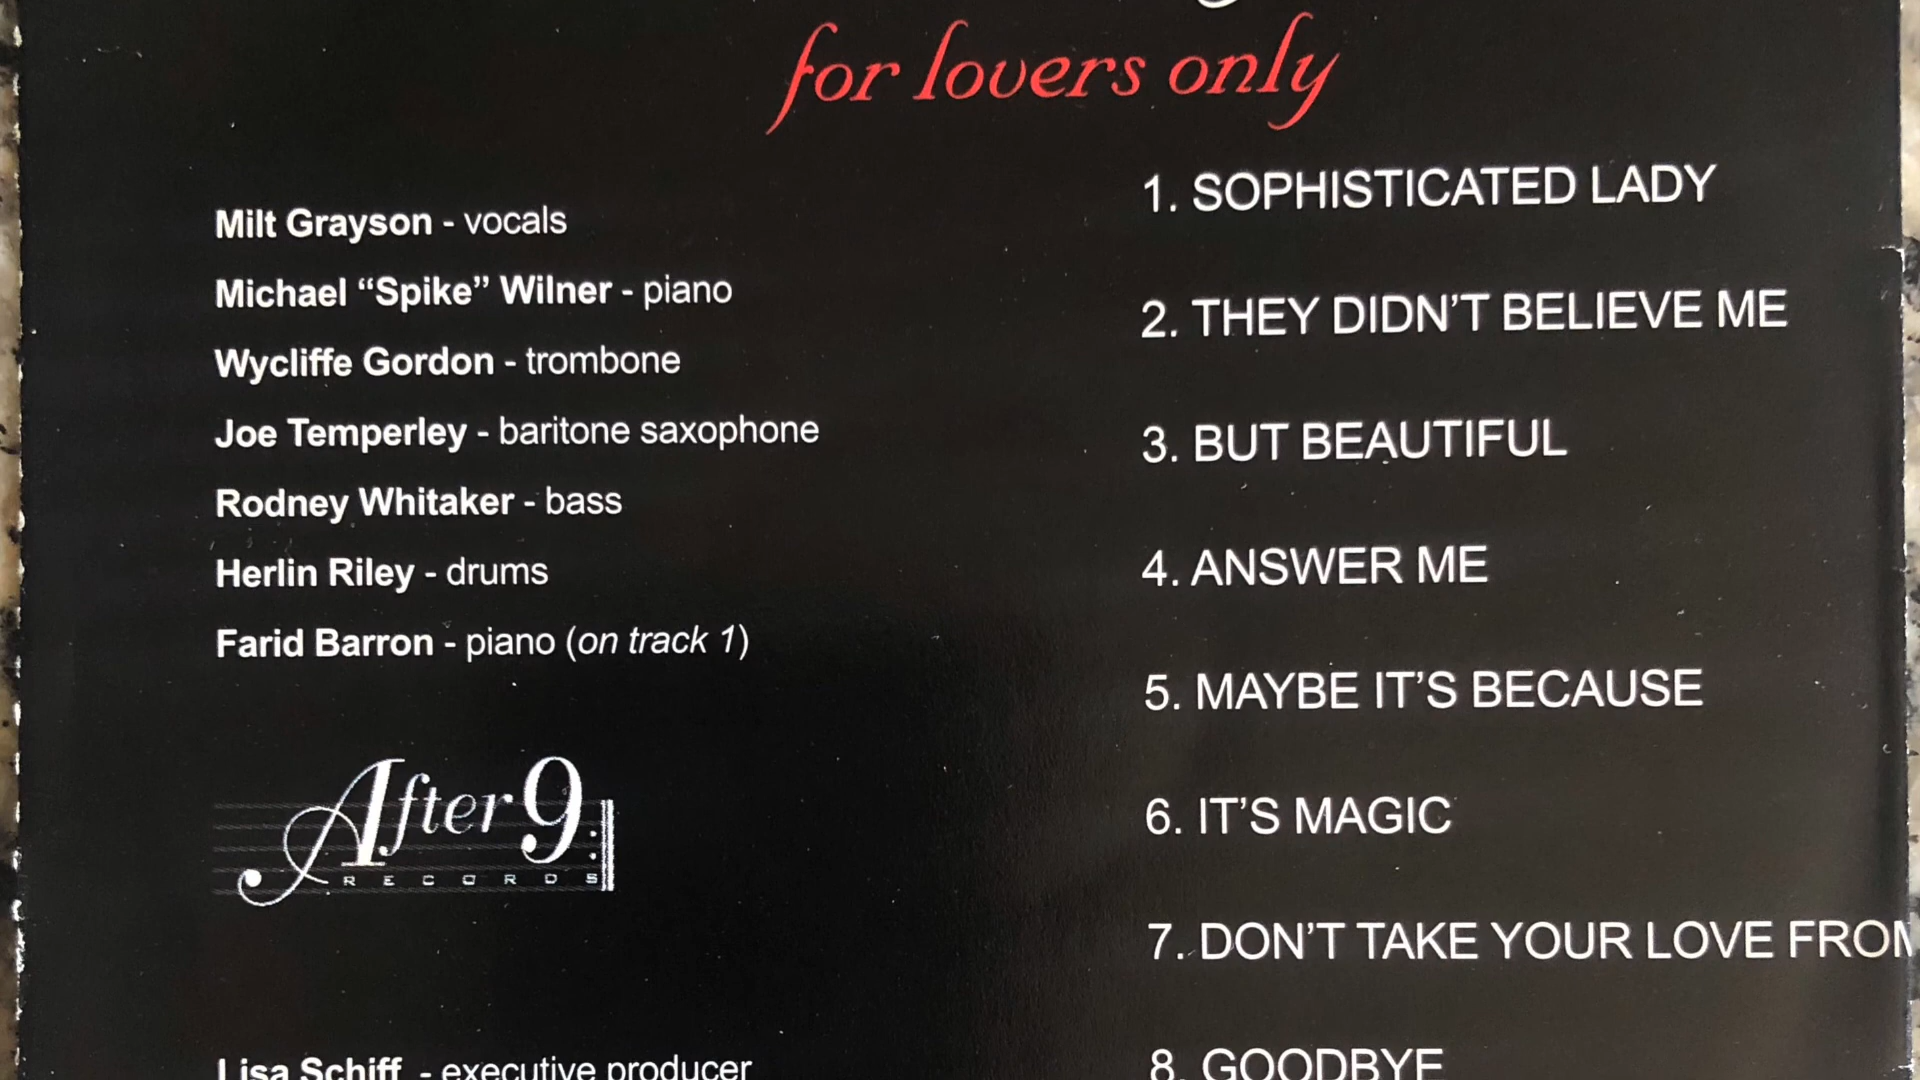 for lovers only
Milt Grayson - vocals
Michael “Spike” Wilner - piano
Wycliffe Gordon - trombone
Joe Temperley - baritone saxophone
Rodney Whitaker - bass
Herlin Riley - drums
Farid Barron - piano (on track 1)
After 9
RECORDS
Lisa Schiff - executive producer
1. SOPHISTICATED LADY
2. THEY DIDN’T BELIEVE ME
3. BUT BEAUTIFUL
4. ANSWER ME
5. MAYBE IT’S BECAUSE
6. IT’S MAGIC
7. DON’T TAKE YOUR LOVE FROM
8. GOODBYE